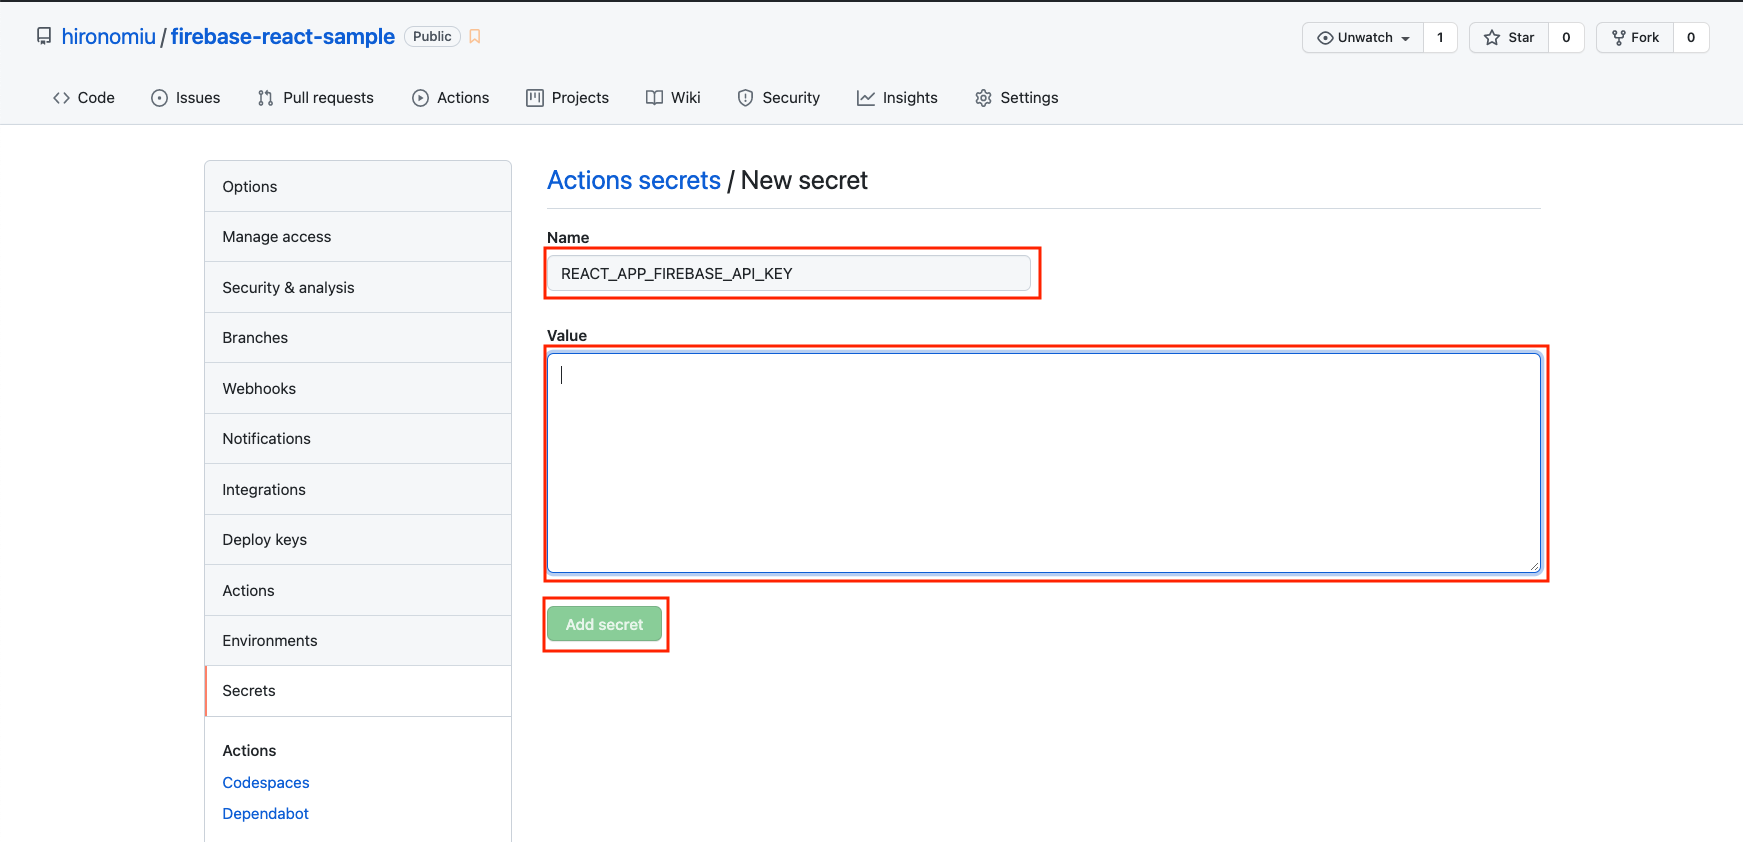 hironomiu / firebase-react-sample Public
Unwatch 1 Star 0 Fork 0
Code Issues Pull requests Actions Projects Wiki Security Insights Settings
Options
Manage access
Security & analysis
Branches
Webhooks
Notifications
Integrations
Deploy keys
Actions
Environments
Secrets
Actions
Codespaces
Dependabot
Actions secrets / New secret
Name
REACT_APP_FIREBASE_API_KEY
Value
Add secret